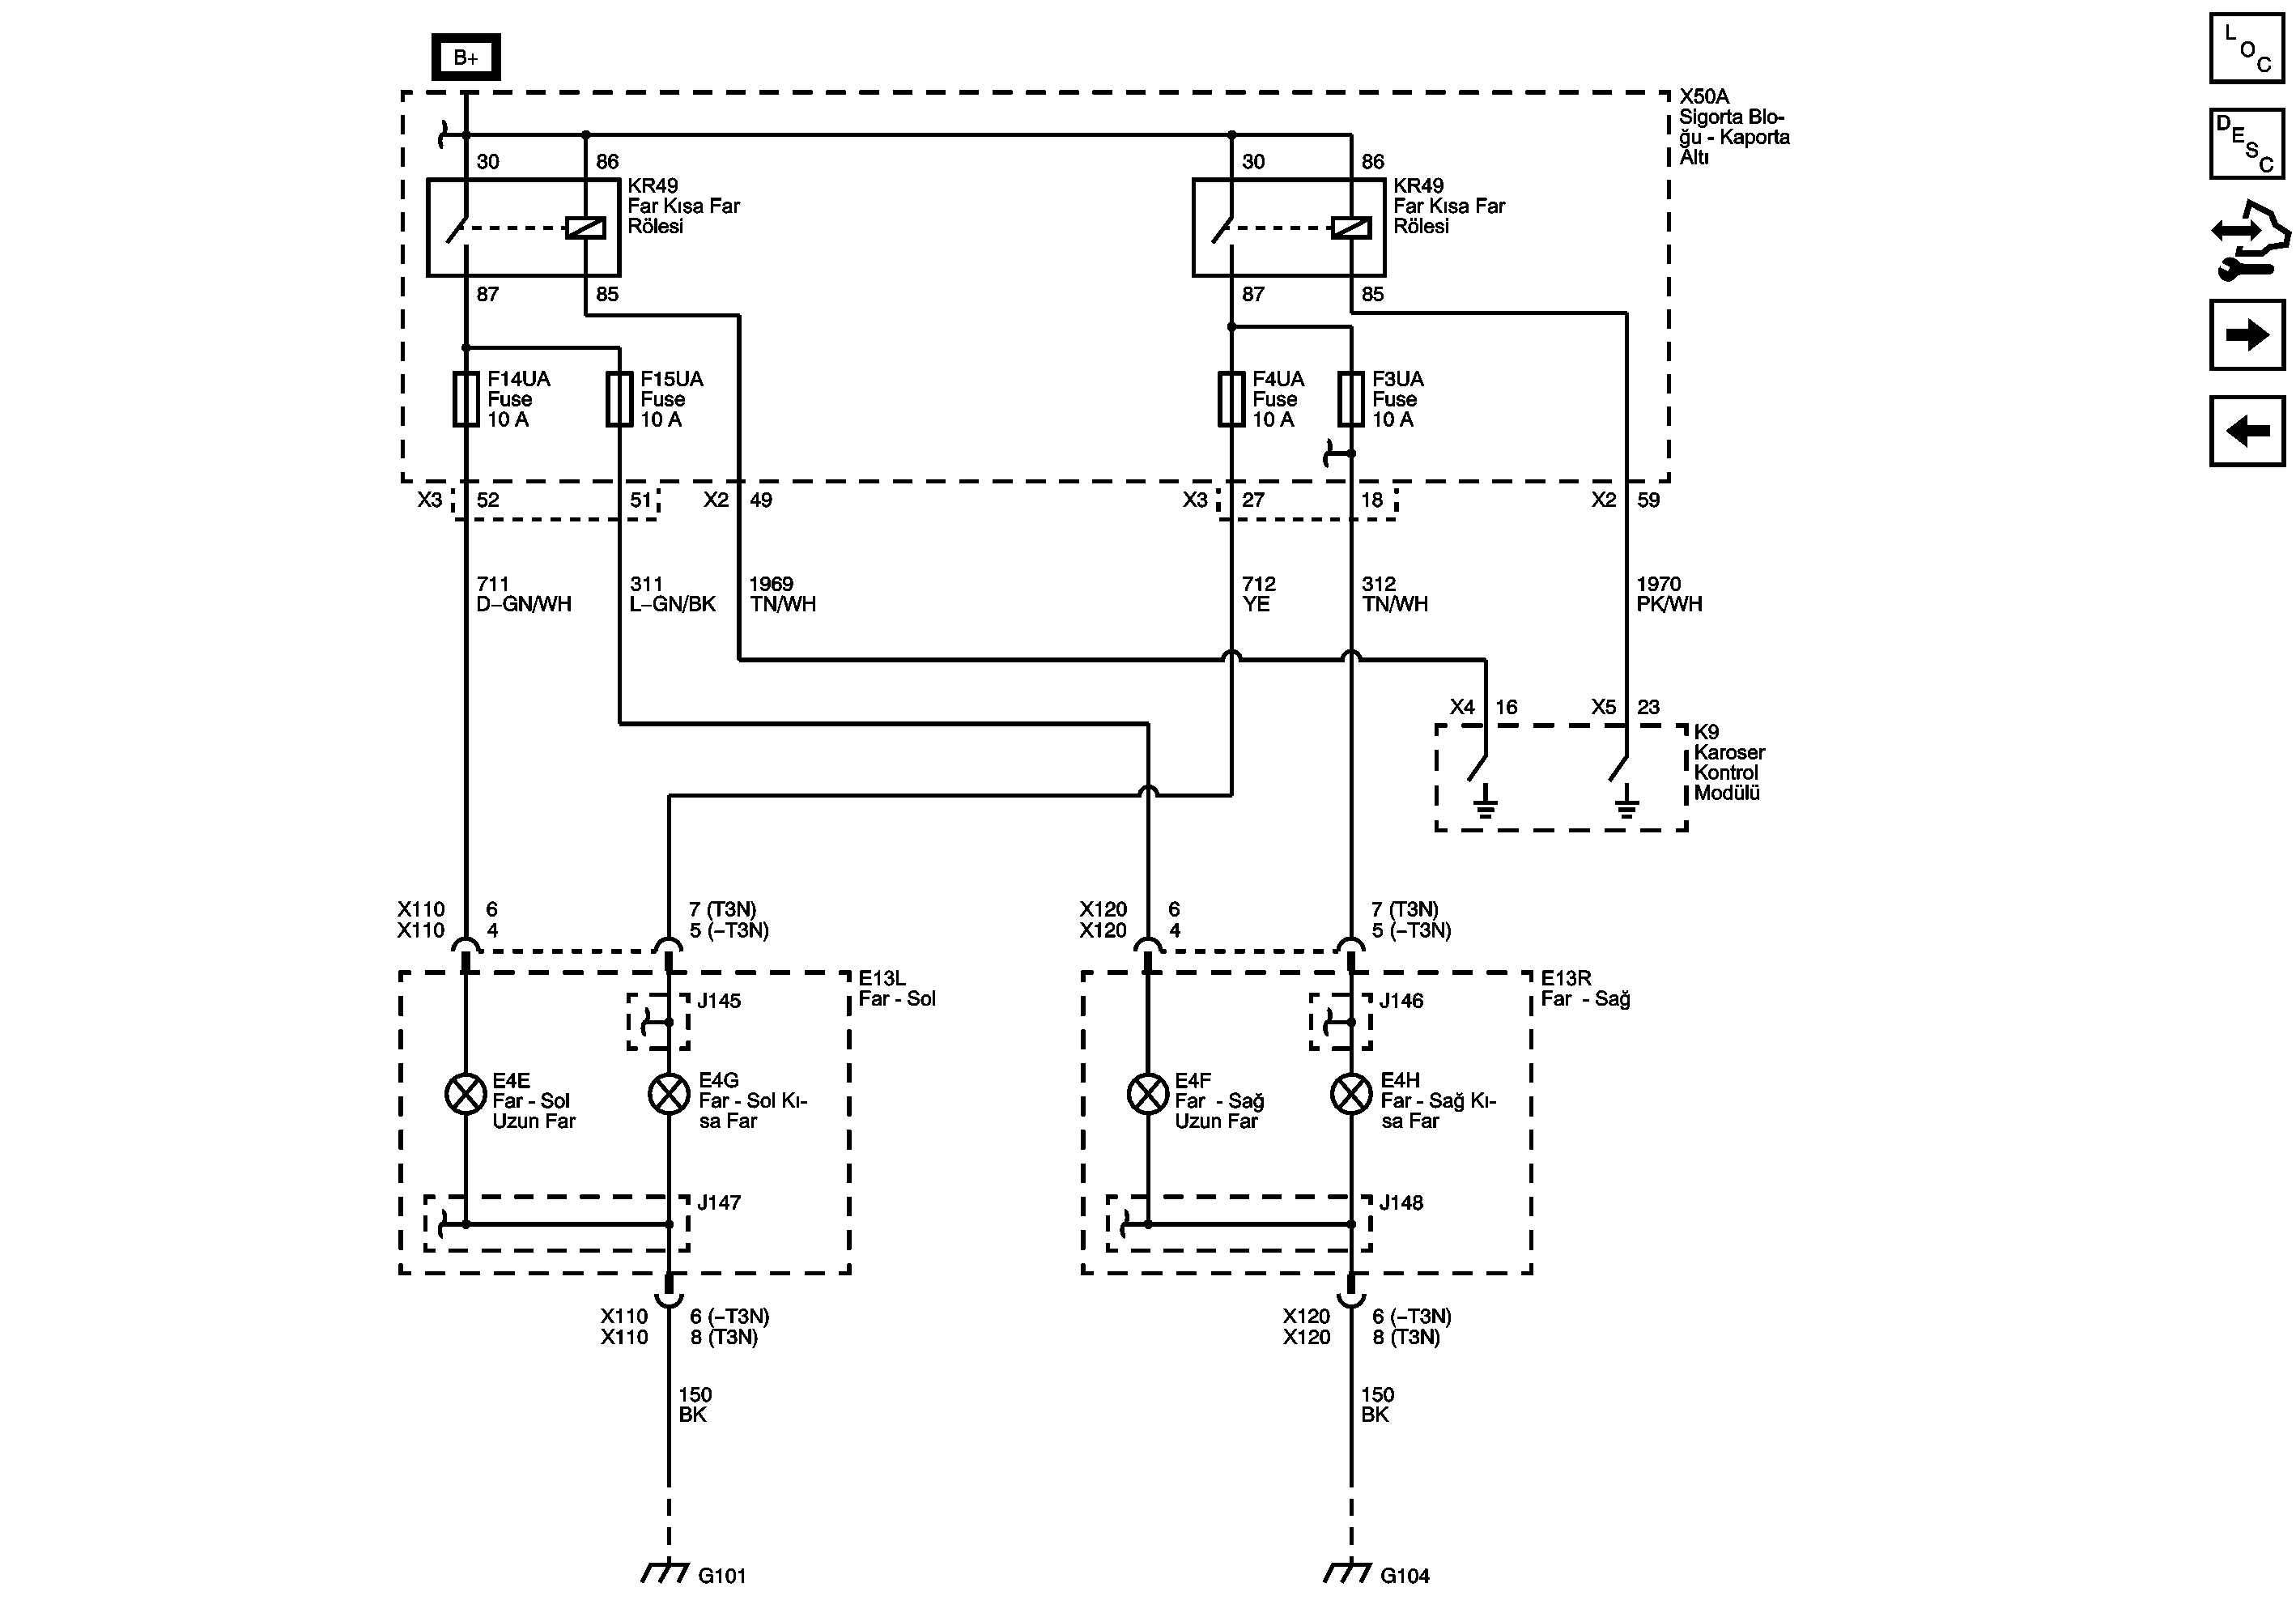 B+
L
O
C
D
E
S
C
X50A
Sigorta Blo-
ğu - Kaporta
Altı
30
86
30
86
KR49
Far Kısa Far
Rölesi
KR49
Far Kısa Far
Rölesi
87
85
87
85
F14UA
Fuse
10 A
F15UA
Fuse
10 A
F4UA
Fuse
10 A
F3UA
Fuse
10 A
X3
52
51
X2
49
X3
27
18
X2
59
711
D–GN/WH
311
L–GN/BK
1969
TN/WH
712
YE
312
TN/WH
1970
PK/WH
X4
16
X5
23
K9
Karoser
Kontrol
Modülü
X110
6
7 (T3N)
X110
4
5 (–T3N)
X120
6
7 (T3N)
X120
4
5 (–T3N)
E13L
Far - Sol
E13R
Far - Sağ
J145
J146
E4E
Far - Sol
Uzun Far
E4G
Far - Sol Kı-
sa Far
E4F
Far - Sağ
Uzun Far
E4H
Far - Sağ Kı-
sa Far
J147
J148
X110
6 (–T3N)
X110
8 (T3N)
X120
6 (–T3N)
X120
8 (T3N)
150
BK
150
BK
G101
G104